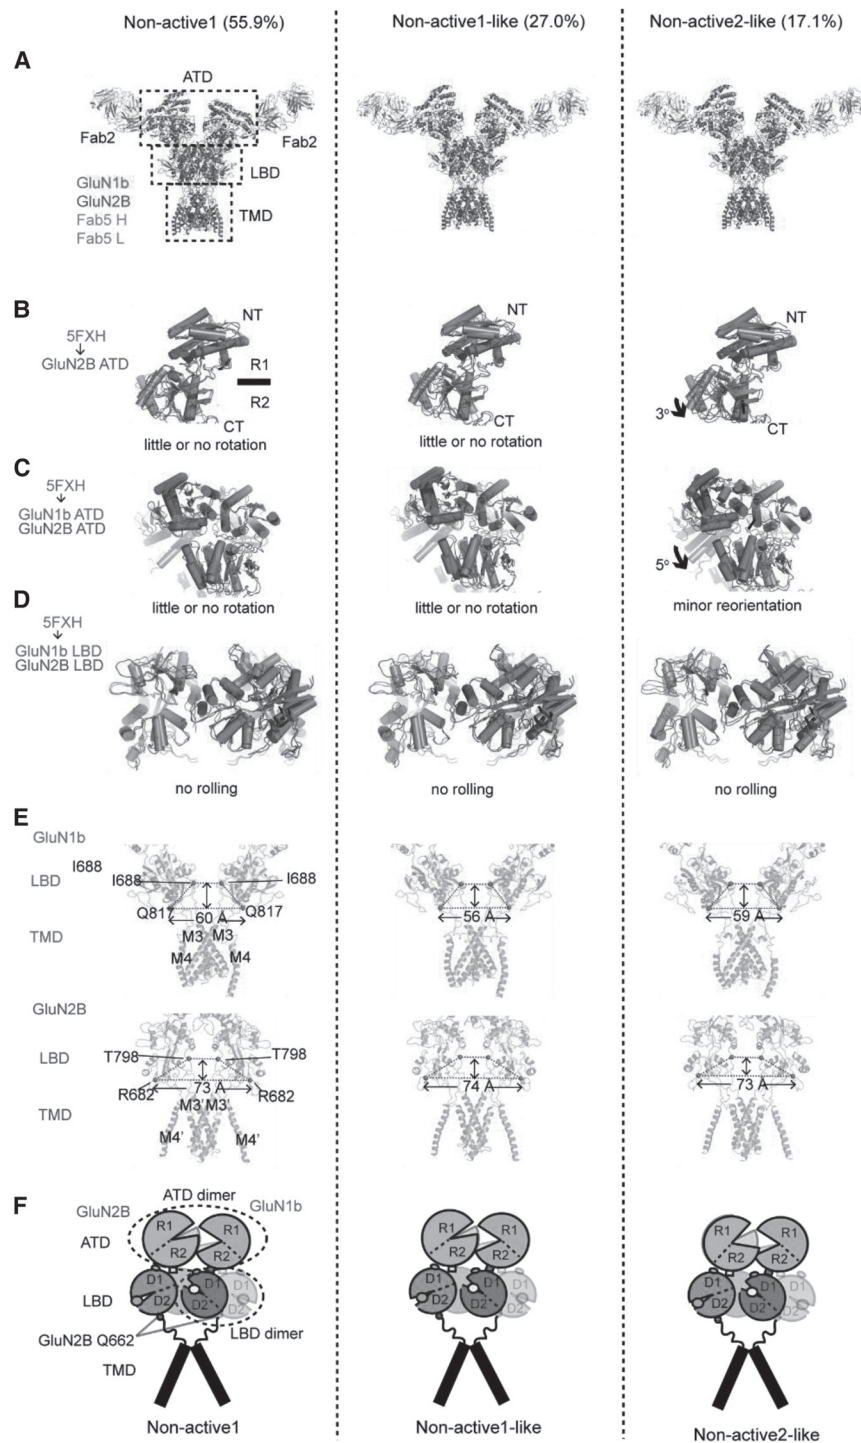 Non-active1 (55.9%)
Non-active1-like (27.0%)
Non-active2-like (17.1%)
A
ATD
Fab2
Fab2
LBD
GluN1b
GluN2B
Fab5 H
Fab5 L
TMD
B
5FXH
GluN2B ATD
NT
R1
R2
CT
little or no rotation
NT
CT
little or no rotation
NT
3°
CT
C
5FXH
GluN1b ATD
GluN2B ATD
little or no rotation
little or no rotation
5°
minor reorientation
D
5FXH
GluN1b LBD
GluN2B LBD
no rolling
no rolling
no rolling
E
GluN1b
I688
LBD
I688
I688
Q817
60 A
Q817
TMD
M3
M3
M4
M4
56 A
59 A
GluN2B
LBD
T798
T798
R682
73 A
R682
TMD
M3'
M3'
M4'
M4'
74 A
73 A
F
GluN2B
ATD dimer
GluN1b
ATD
R1
R1
R2
R2
LBD
D1
D1
D2
D2
GluN2B Q662
LBD dimer
TMD
Non-active1
R1
R1
R2
R2
D1
D1
D1
D2
D2
D2
Non-active1-like
R1
R1
R2
R2
D1
D1
D1
D2
D2
D2
Non-active2-like